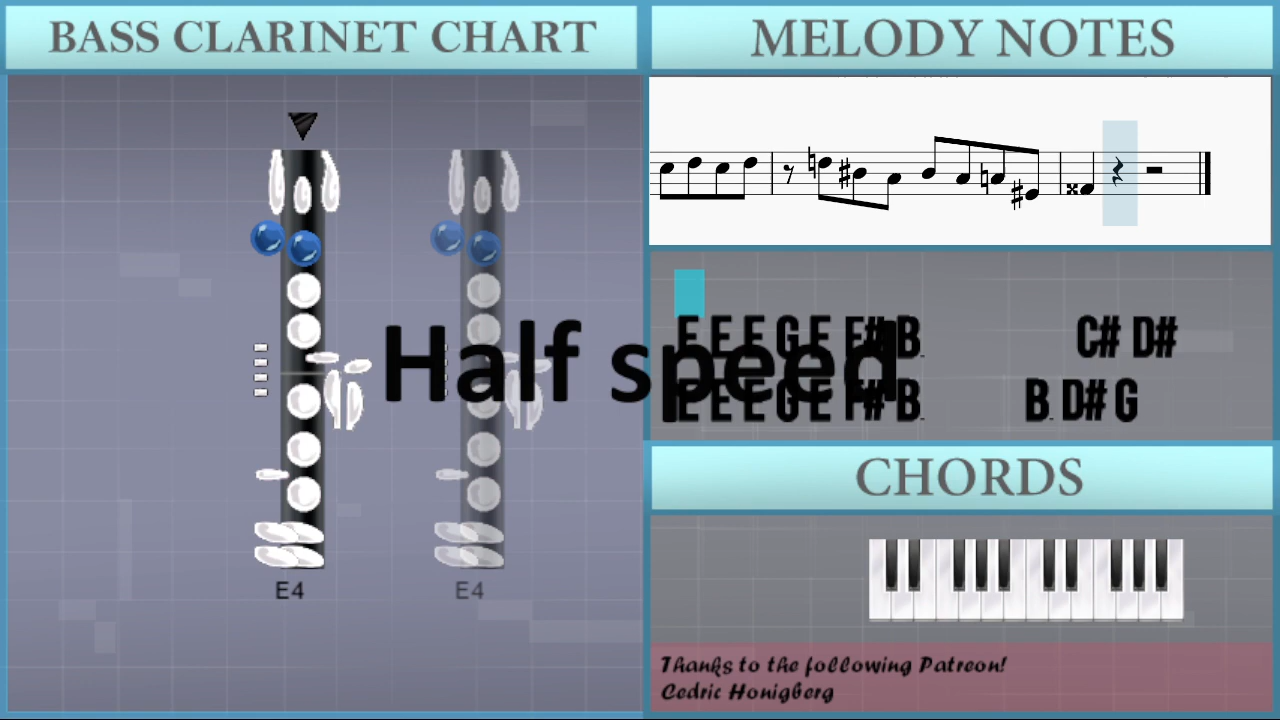 BASS CLARINET CHART
MELODY NOTES
E E E G E F# B C# D#
Half speed
E E E G E F# B B D# G
E4 E4
CHORDS
Thanks to the following Patreon!
Cedric Honigberg